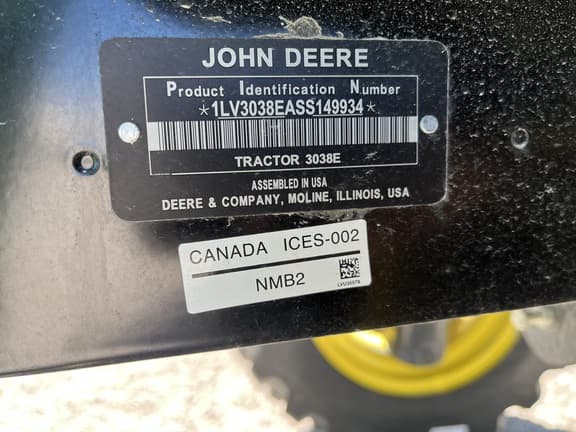 JOHN DEERE
Product Identification Number
*1LV3038EASS149934*
TRACTOR 3038E
ASSEMBLED IN USA
DEERE & COMPANY, MOLINE, ILLINOIS, USA
CANADA ICES-002
NMB2